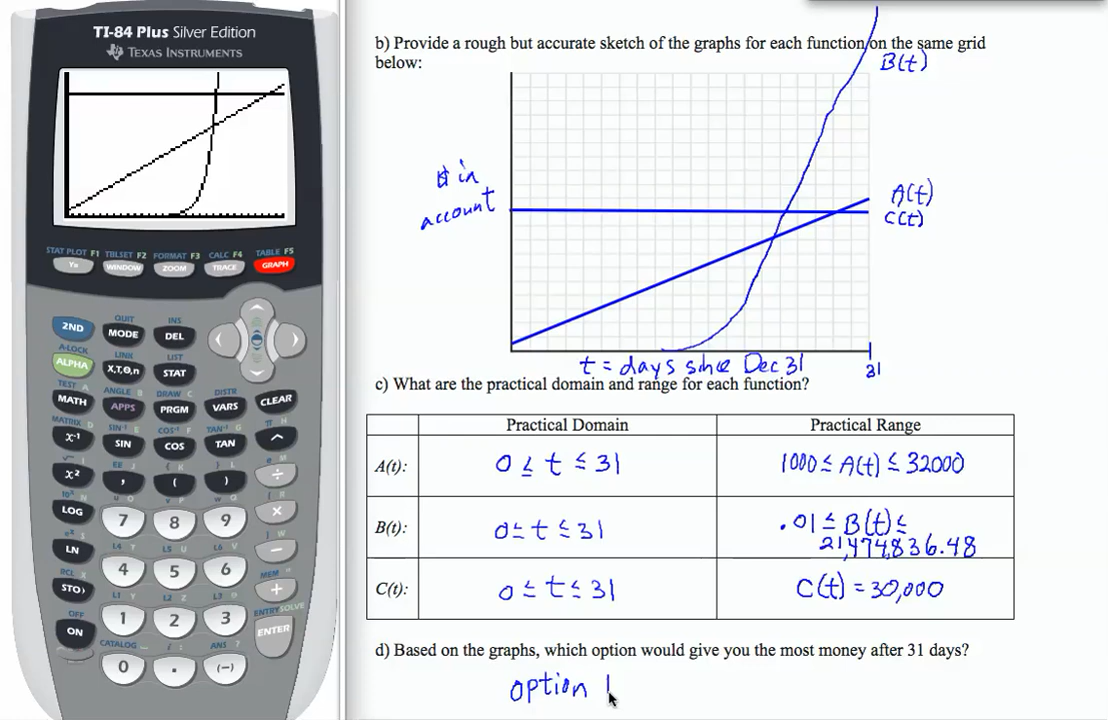 TI-84 Plus Silver Edition
TEXAS INSTRUMENTS
STAT PLOT F1 TBLSET F2 FORMAT F3 CALC F4 TABLE F5
Y= WINDOW ZOOM TRACE GRAPH
QUIT INS
2ND MODE DEL
A-LOCK LINK LIST
ALPHA X,T,Θ,n STAT
TEST A ANGLE B DRAW C DISTR
MATH APPS PRGM VARS CLEAR
MATRIX D SIN⁻¹ E COS⁻¹ F TAN⁻¹ G π H
x⁻¹ SIN COS TAN ^
√ I EE J { K } L e M
x² , ( ) ÷
10ˣ N u O v P w Q [ R
LOG 7 8 9 ×
eˣ S L4 T L5 U L6 V ] W
LN 4 5 6 −
RCL X L1 Y L2 Z L3 θ MEM "
STO› 1 2 3 +
OFF CATALOG i : ANS ? ENTRY SOLVE
ON 0 . (−) ENTER
b) Provide a rough but accurate sketch of the graphs for each function on the same grid
below:
B(t)
$ in
account
A(t)
C(t)
t = days since Dec 31
31
c) What are the practical domain and range for each function?
Practical Domain Practical Range
A(t): 0 ≤ t ≤ 31 1000 ≤ A(t) ≤ 32000
B(t): 0 ≤ t ≤ 31 .01 ≤ B(t) ≤
21,474,836.48
C(t): 0 ≤ t ≤ 31 C(t) = 30,000
d) Based on the graphs, which option would give you the most money after 31 days?
option